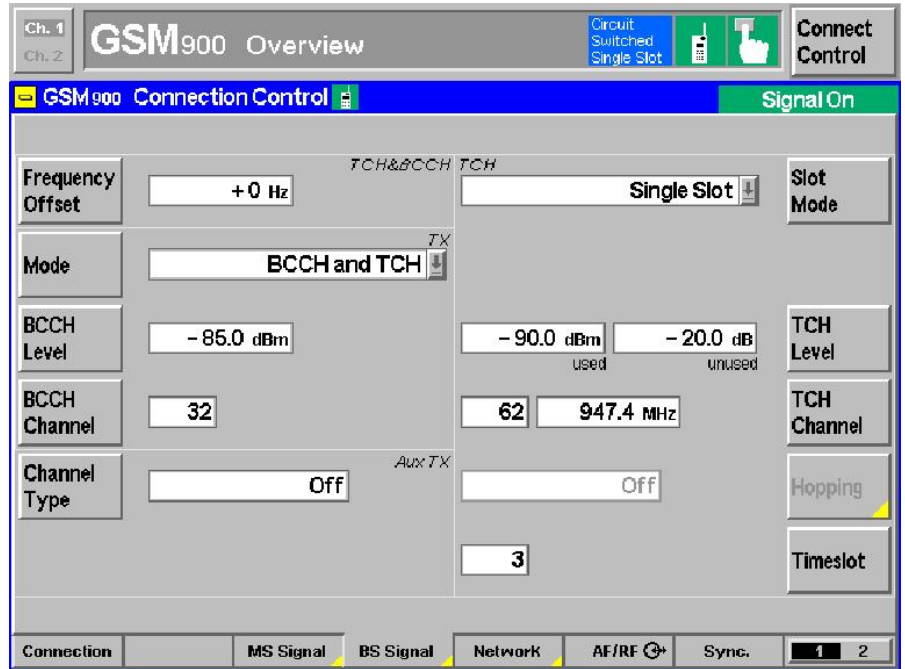 Ch. 1
Ch. 2
GSM900 Overview
Circuit
Switched
Single Slot
Connect
Control
GSM900 Connection Control
Signal On
TCH&BCCH TCH
Frequency
Offset
+0 Hz
Single Slot
Slot
Mode
TX
Mode
BCCH and TCH
BCCH
Level
-85.0 dBm
-90.0 dBm
used
-20.0 dB
unused
TCH
Level
BCCH
Channel
32
62
947.4 MHz
TCH
Channel
Aux TX
Channel
Type
Off
Off
Hopping
3
Timeslot
Connection
MS Signal
BS Signal
Network
AF/RF
Sync.
1 2